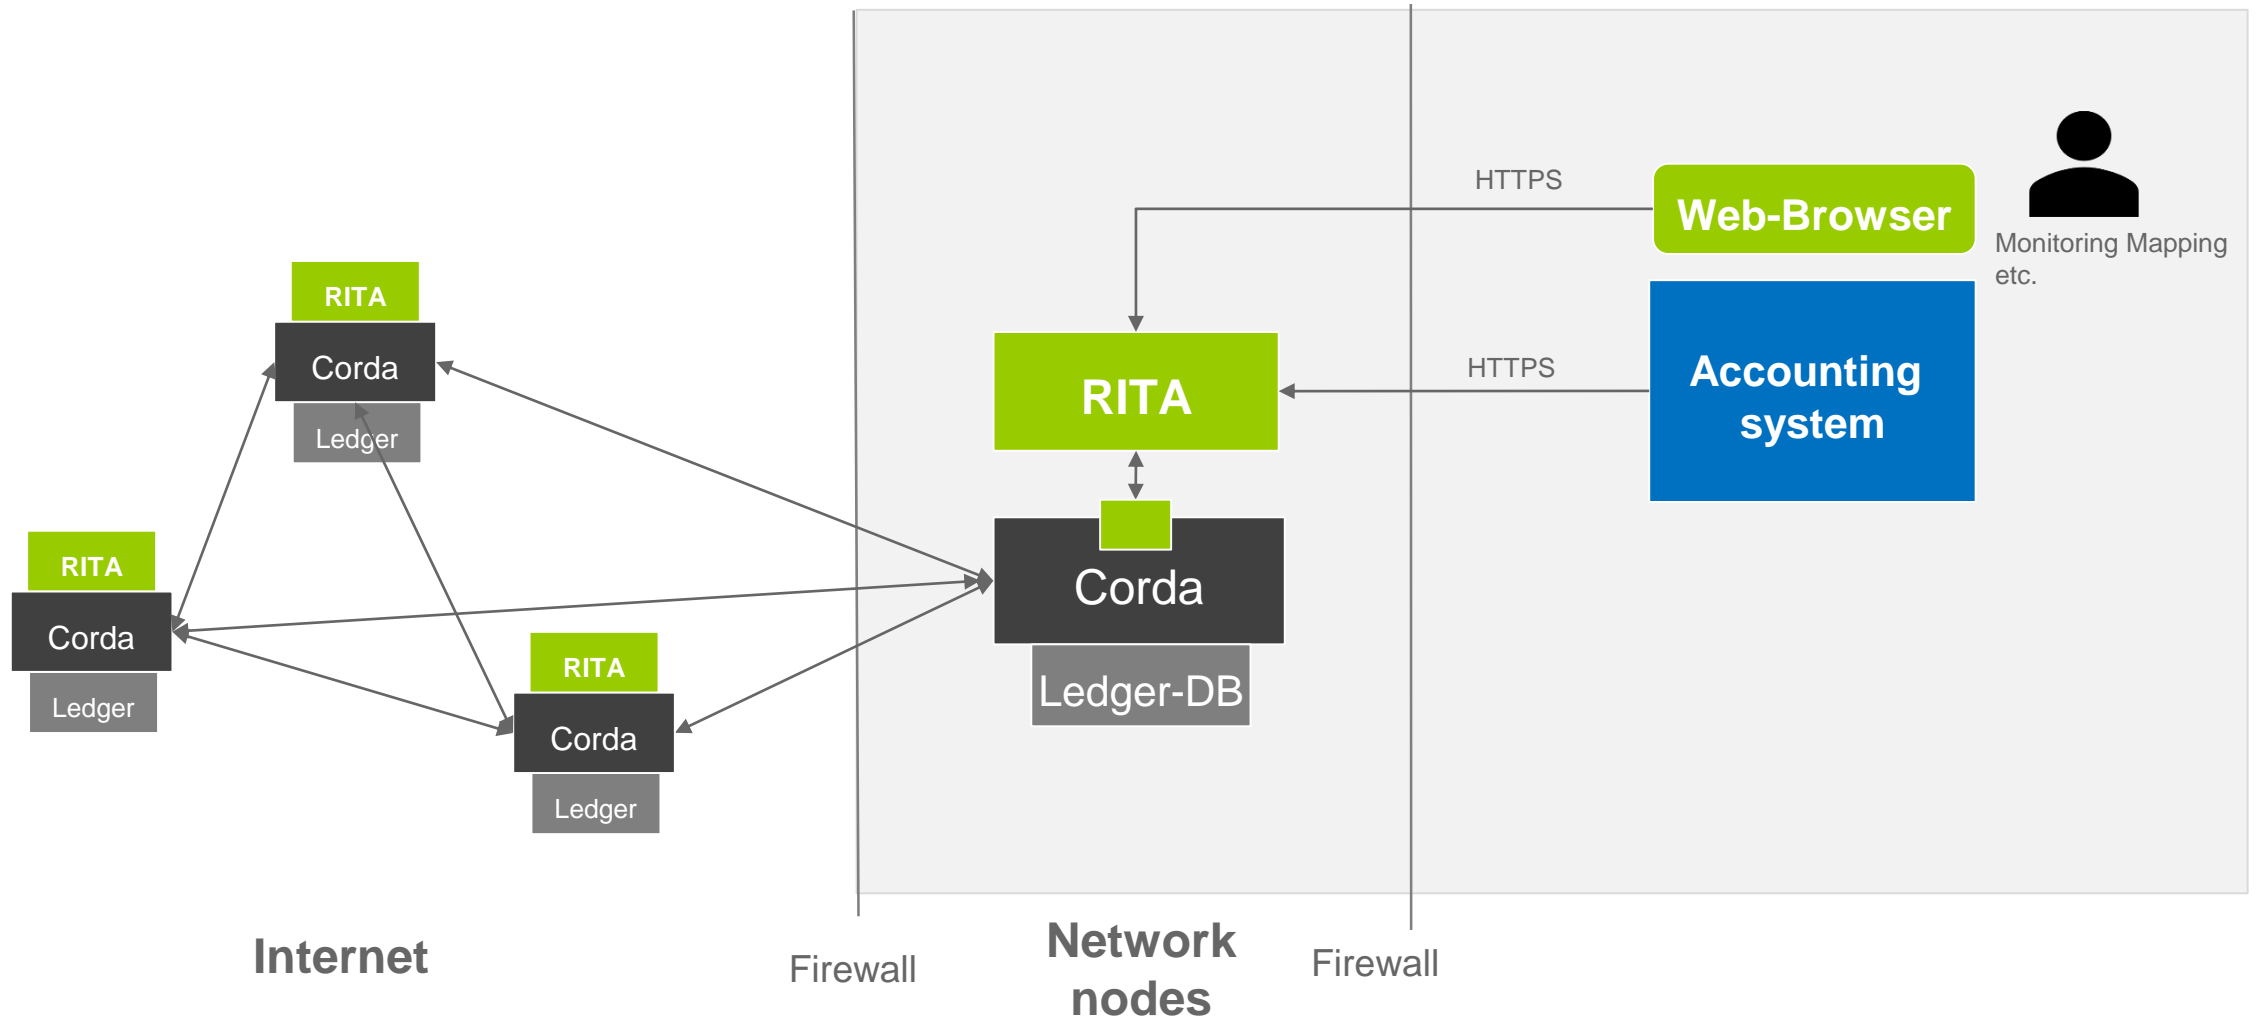 HTTPS
Web-Browser
Monitoring Mapping
etc.
RITA
Corda
Ledger
HTTPS
RITA
Accounting
system
RITA
Corda
Ledger
Corda
Ledger-DB
RITA
Corda
Ledger
Internet
Firewall
Network
nodes
Firewall